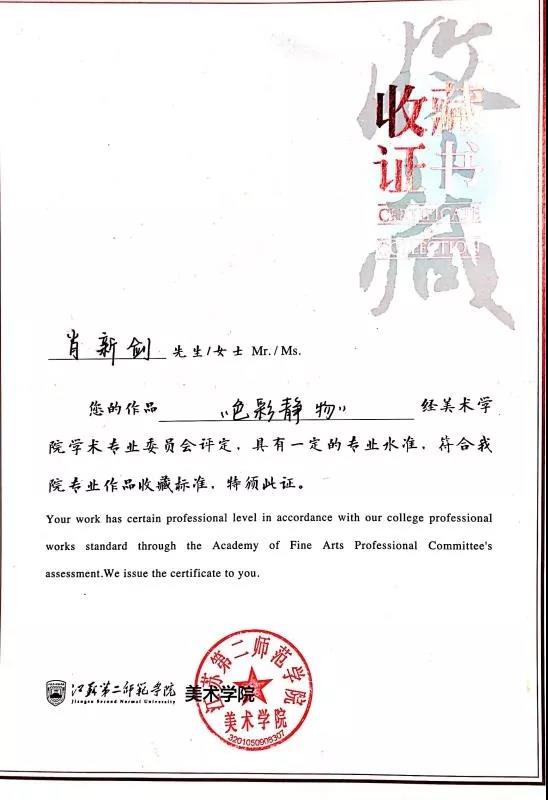 收藏
收藏
证书
CERTIFICATE
COLLECTION
肖新剑 先生/女士 Mr./Ms.
您的作品 “色彩静物” 经美术学
院学术专业委员会评定，具有一定的专业水准，符合我
院专业作品收藏标准，特颁此证。
Your work has certain professional level in accordance with our college professional
works standard through the Academy of Fine Arts Professional Committee's
assessment.We issue the certificate to you.
江苏第二师范学院 美术学院
Jiangsu Second Normal University
江苏第二师范学院
美术学院
3201050908307